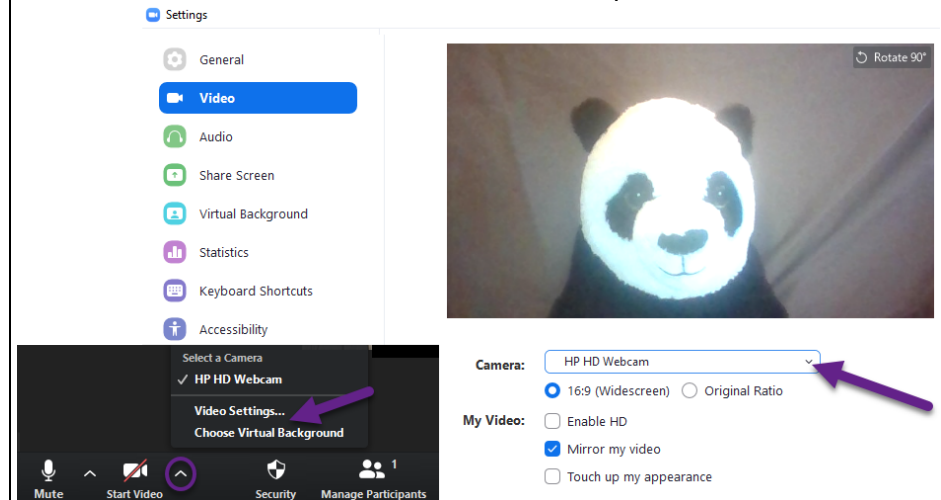 Settings
General
Video
Audio
Share Screen
Virtual Background
Statistics
Keyboard Shortcuts
Accessibility
Rotate 90°
Camera: HP HD Webcam
16:9 (Widescreen) Original Ratio
My Video: Enable HD
Mirror my video
Touch up my appearance
Select a Camera
✓ HP HD Webcam
Video Settings...
Choose Virtual Background
1
Mute Start Video Security Manage Participants